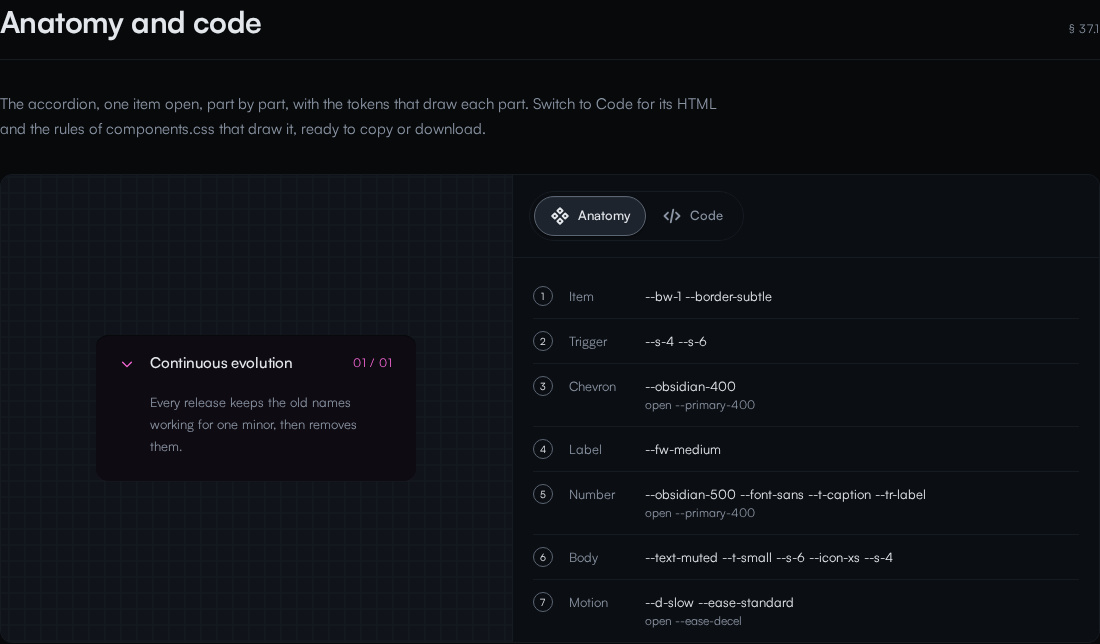 Anatomy and code
§ 37.1
The accordion, one item open, part by part, with the tokens that draw each part. Switch to Code for its HTML
and the rules of components.css that draw it, ready to copy or download.
Continuous evolution
01 / 01
Every release keeps the old names
working for one minor, then removes
them.
Anatomy
</> Code
1 Item --bw-1 --border-subtle
2 Trigger --s-4 --s-6
3 Chevron --obsidian-400
open --primary-400
4 Label --fw-medium
5 Number --obsidian-500 --font-sans --t-caption --tr-label
open --primary-400
6 Body --text-muted --t-small --s-6 --icon-xs --s-4
7 Motion --d-slow --ease-standard
open --ease-decel